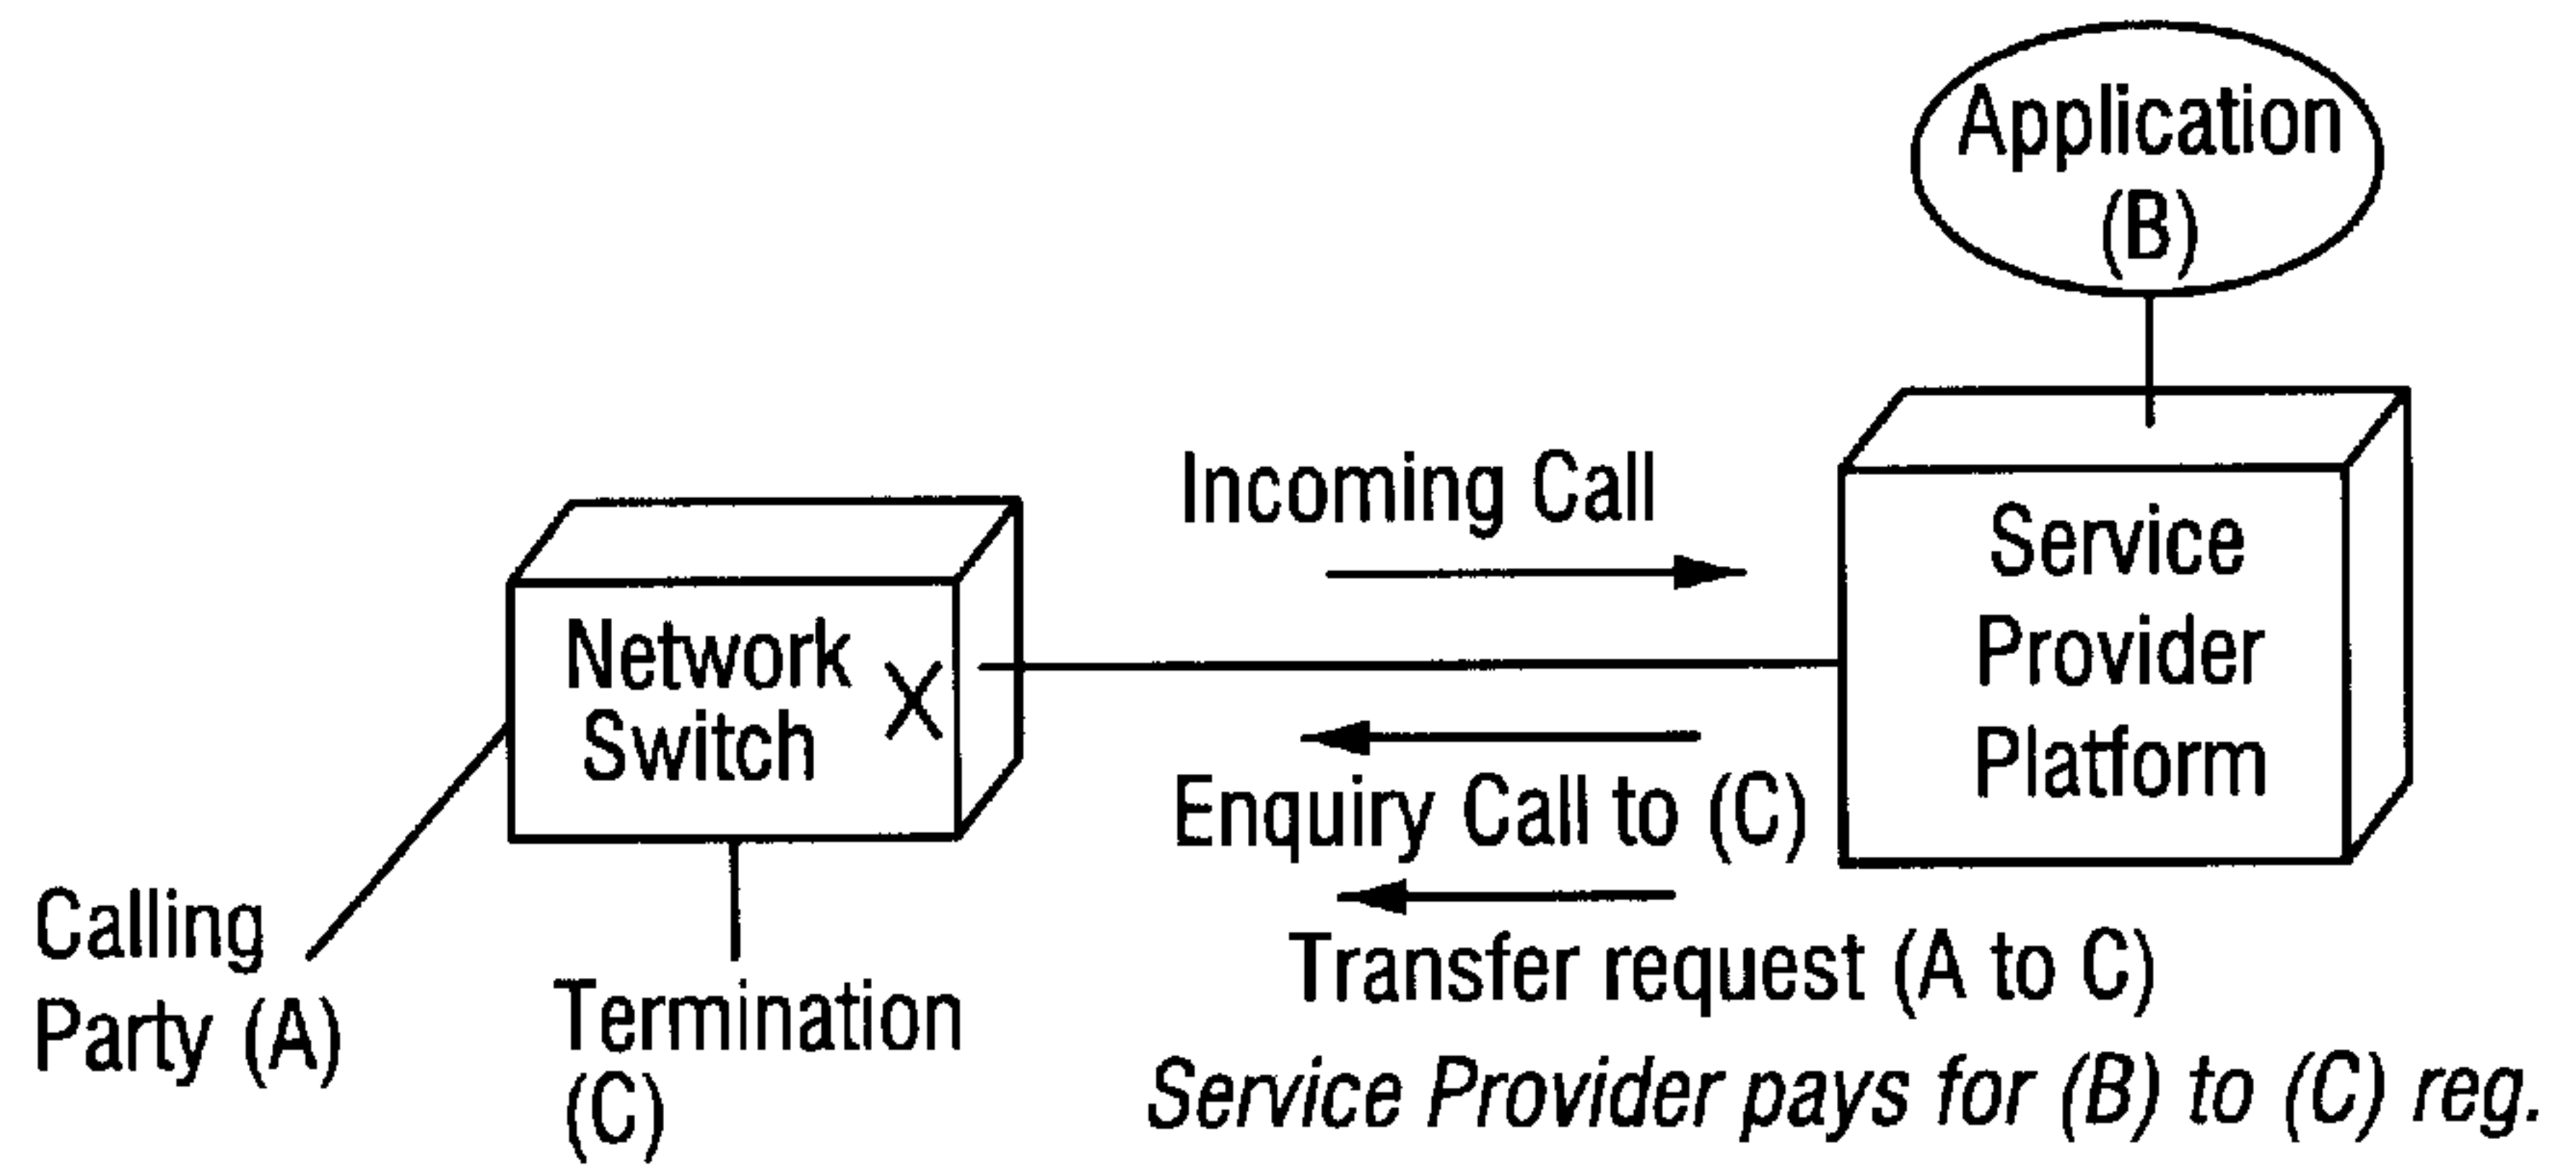 Application
(B)
Incoming Call
Service
Provider
Platform
Network
Switch
X
Enquiry Call to (C)
Transfer request (A to C)
Calling
Party (A)
Termination
(C)
Service Provider pays for (B) to (C) reg.